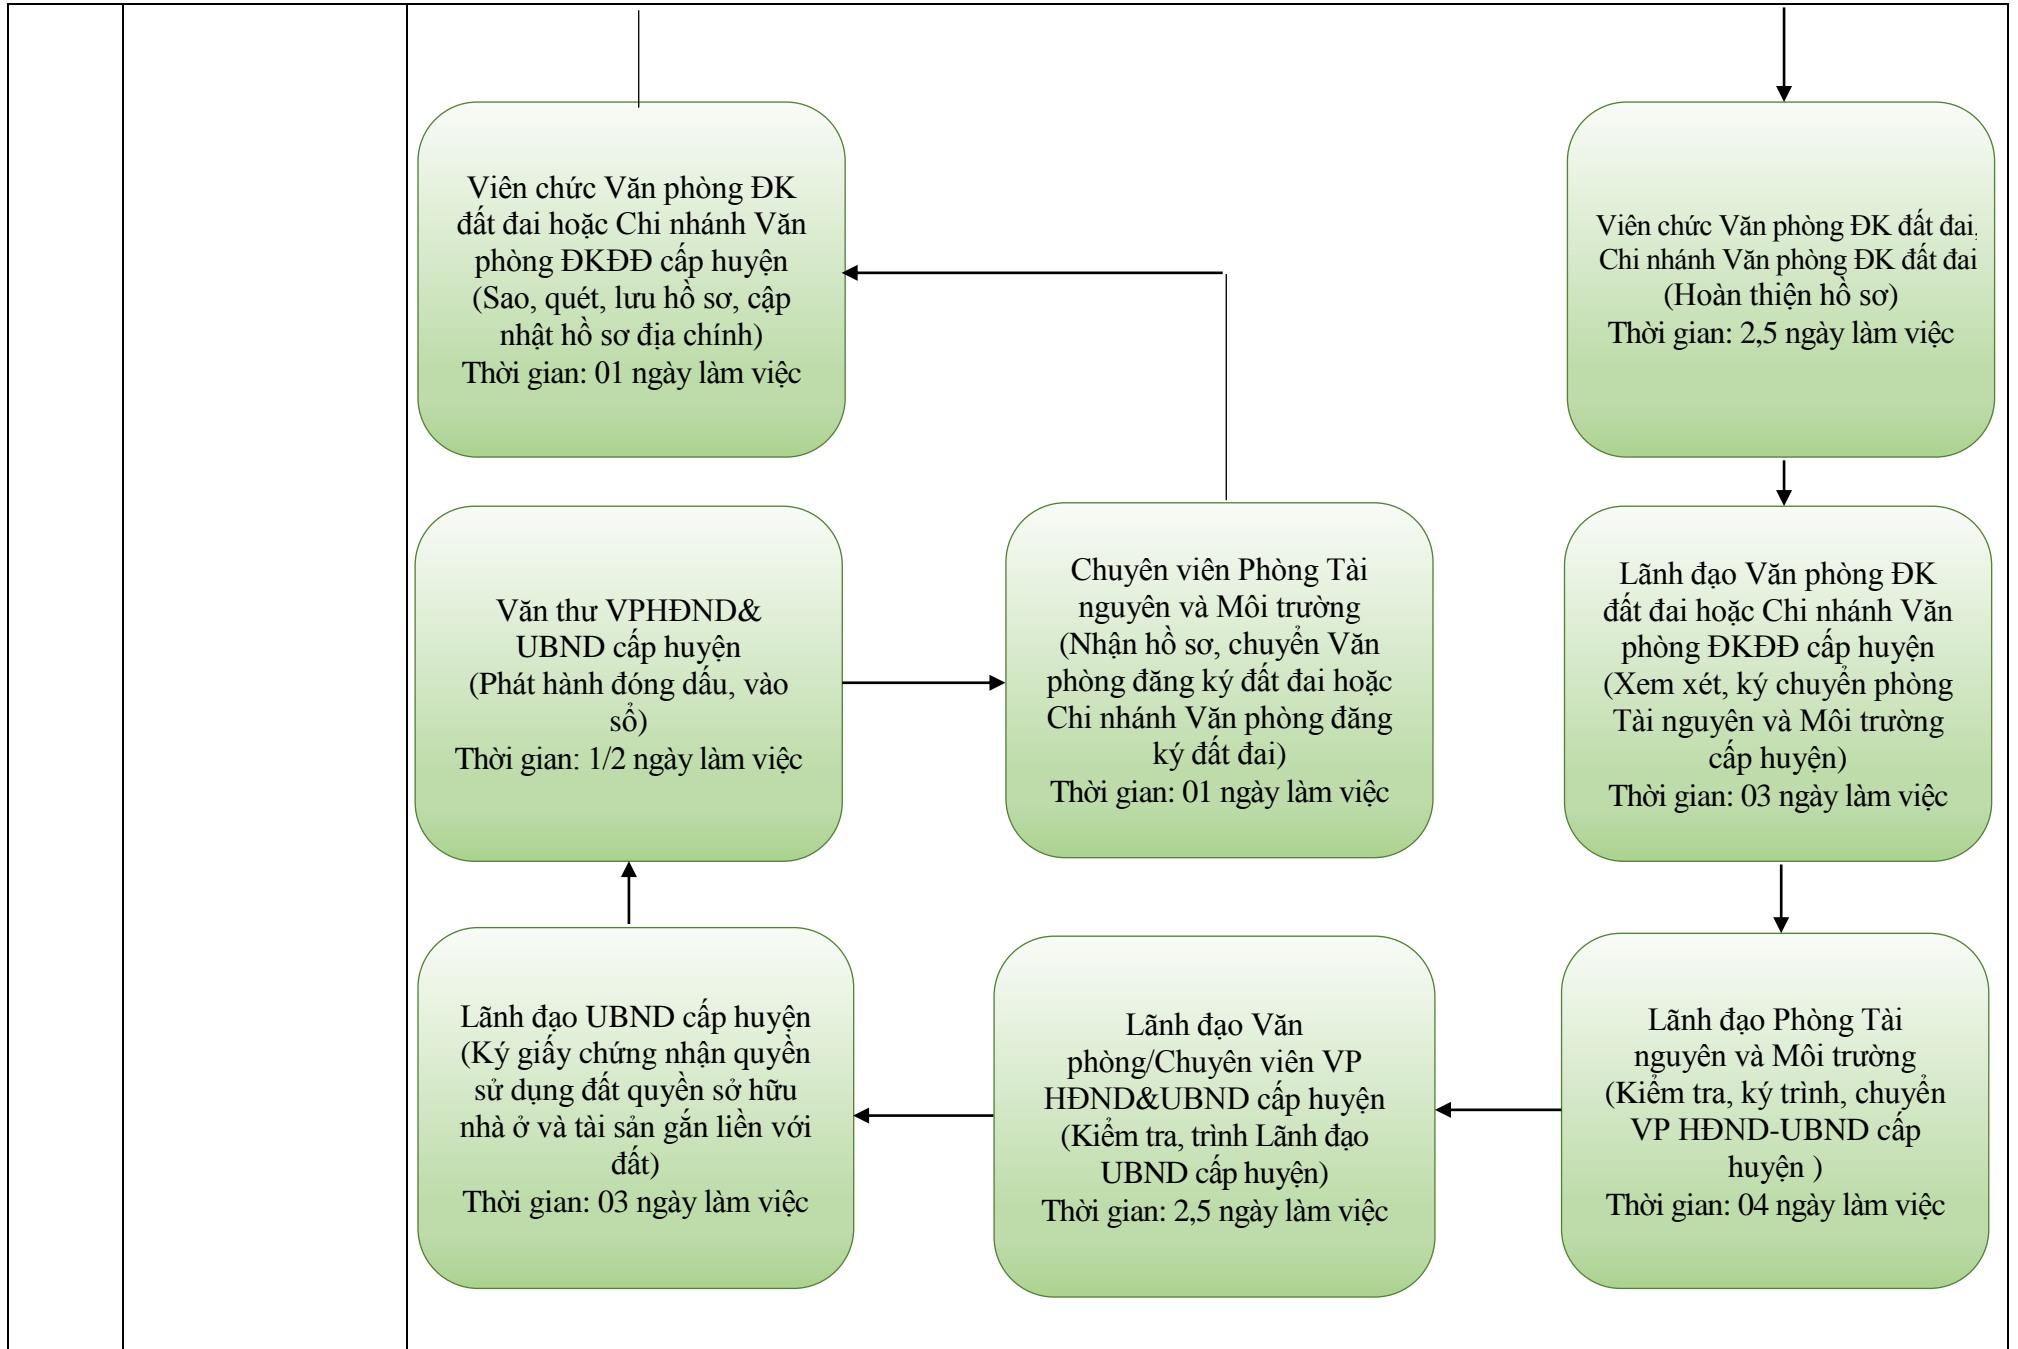 Viên chức Văn phòng ĐK
đất đai hoặc Chi nhánh Văn
phòng ĐKĐĐ cấp huyện
(Sao, quét, lưu hồ sơ, cập
nhật hồ sơ địa chính)
Thời gian: 01 ngày làm việc
Viên chức Văn phòng ĐK đất đai,
Chi nhánh Văn phòng ĐK đất đai
(Hoàn thiện hồ sơ)
Thời gian: 2,5 ngày làm việc
Văn thư VPHĐND&
UBND cấp huyện
(Phát hành đóng dấu, vào
sổ)
Thời gian: 1/2 ngày làm việc
Chuyên viên Phòng Tài
nguyên và Môi trường
(Nhận hồ sơ, chuyển Văn
phòng đăng ký đất đai hoặc
Chi nhánh Văn phòng đăng
ký đất đai)
Thời gian: 01 ngày làm việc
Lãnh đạo Văn phòng ĐK
đất đai hoặc Chi nhánh Văn
phòng ĐKĐĐ cấp huyện
(Xem xét, ký chuyển phòng
Tài nguyên và Môi trường
cấp huyện)
Thời gian: 03 ngày làm việc
Lãnh đạo UBND cấp huyện
(Ký giấy chứng nhận quyền
sử dụng đất quyền sở hữu
nhà ở và tài sản gắn liền với
đất)
Thời gian: 03 ngày làm việc
Lãnh đạo Văn
phòng/Chuyên viên VP
HĐND&UBND cấp huyện
(Kiểm tra, trình Lãnh đạo
UBND cấp huyện)
Thời gian: 2,5 ngày làm việc
Lãnh đạo Phòng Tài
nguyên và Môi trường
(Kiểm tra, ký trình, chuyển
VP HĐND-UBND cấp
huyện )
Thời gian: 04 ngày làm việc